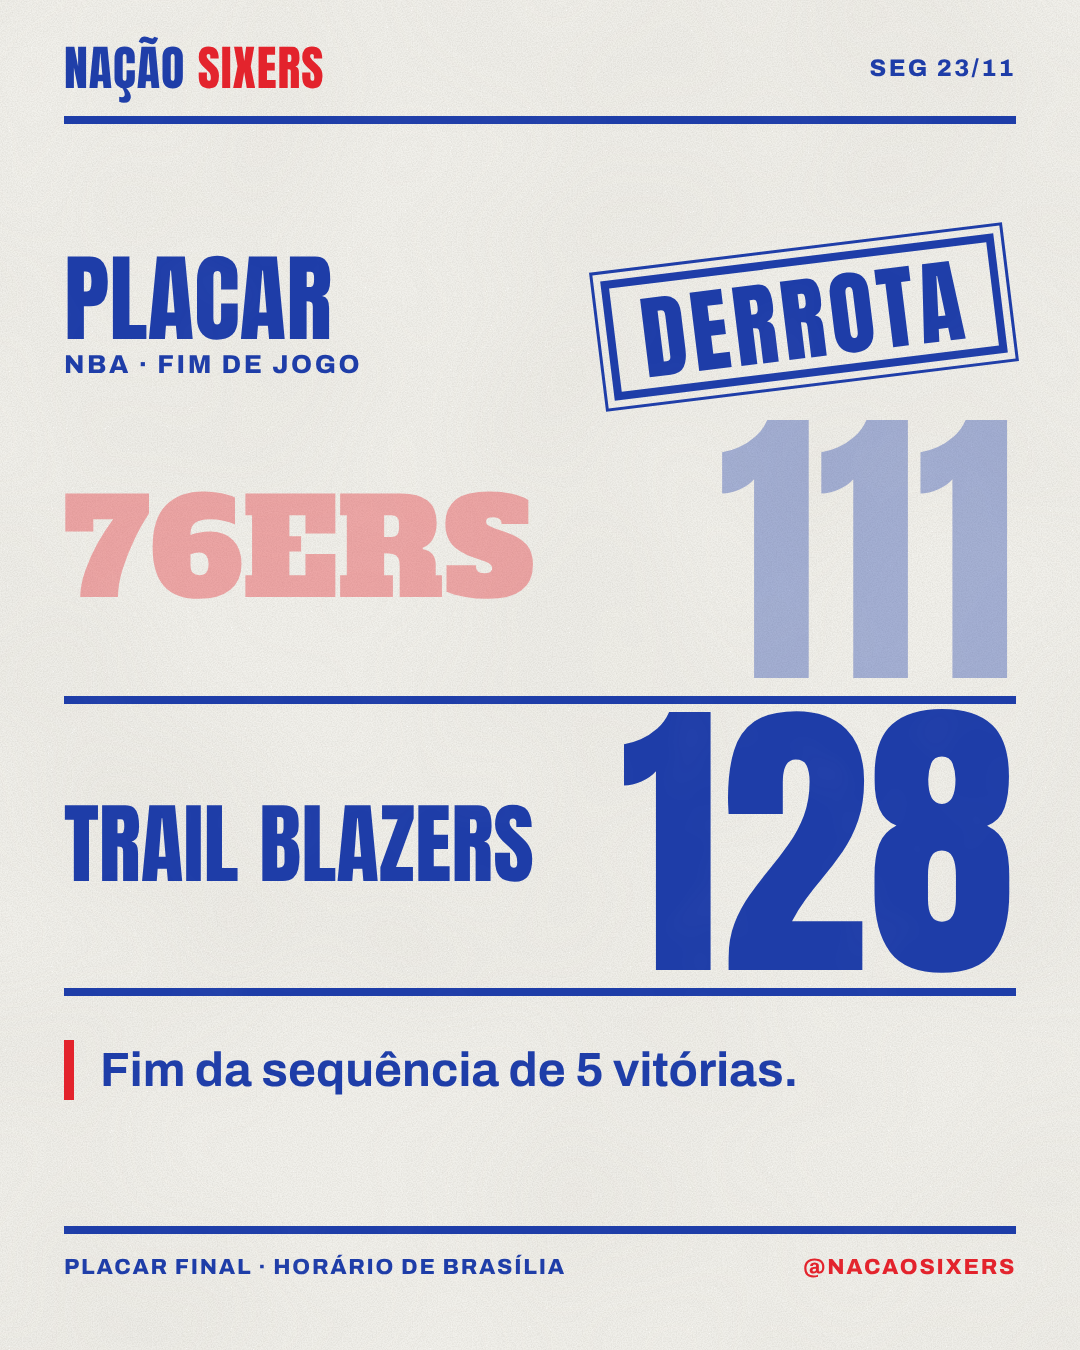 NAÇÃO SIXERS
SEG 23/11
PLACAR
NBA · FIM DE JOGO
DERROTA
76ERS
111
TRAIL BLAZERS
128
Fim da sequência de 5 vitórias.
PLACAR FINAL · HORÁRIO DE BRASÍLIA
@NACAOSIXERS